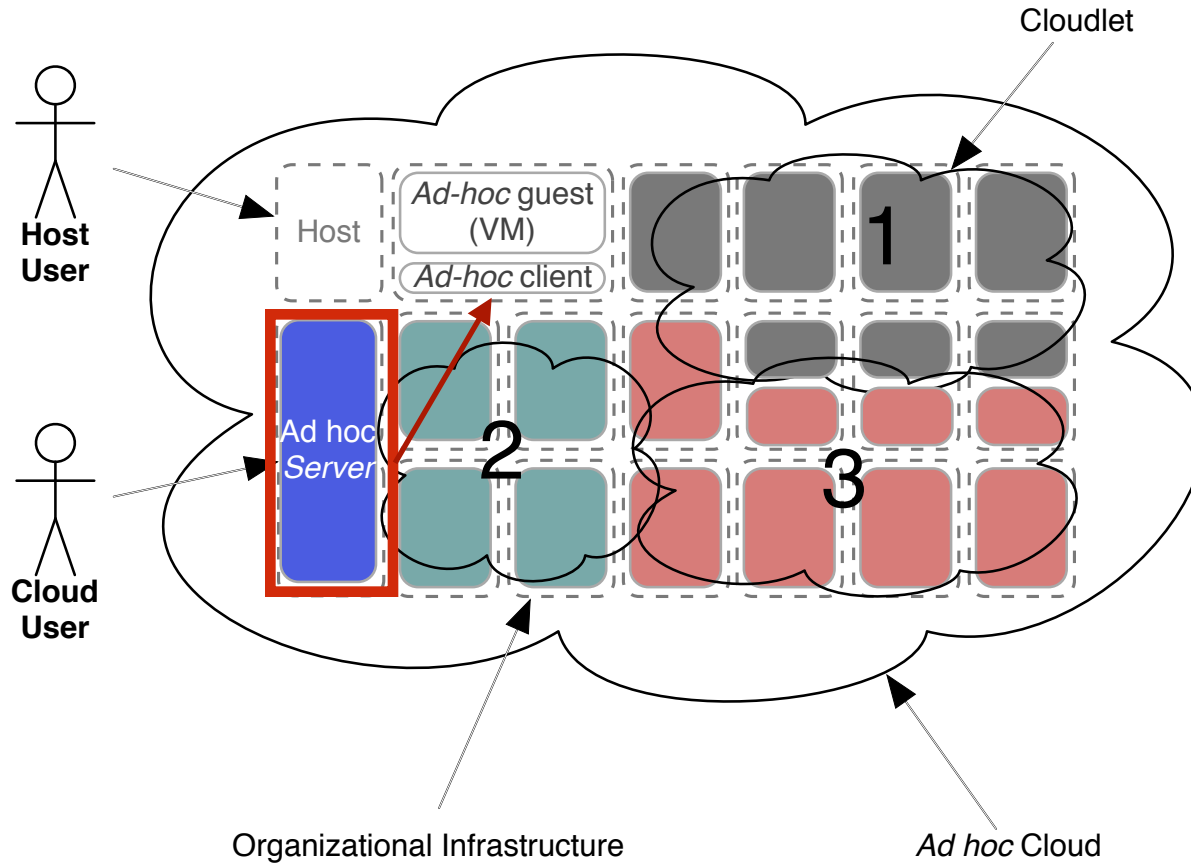 Cloudlet
Host
User
Host
Ad-hoc guest
(VM)
Ad-hoc client
1
Ad hoc
Server
2
3
Cloud
User
Organizational Infrastructure
Ad hoc Cloud